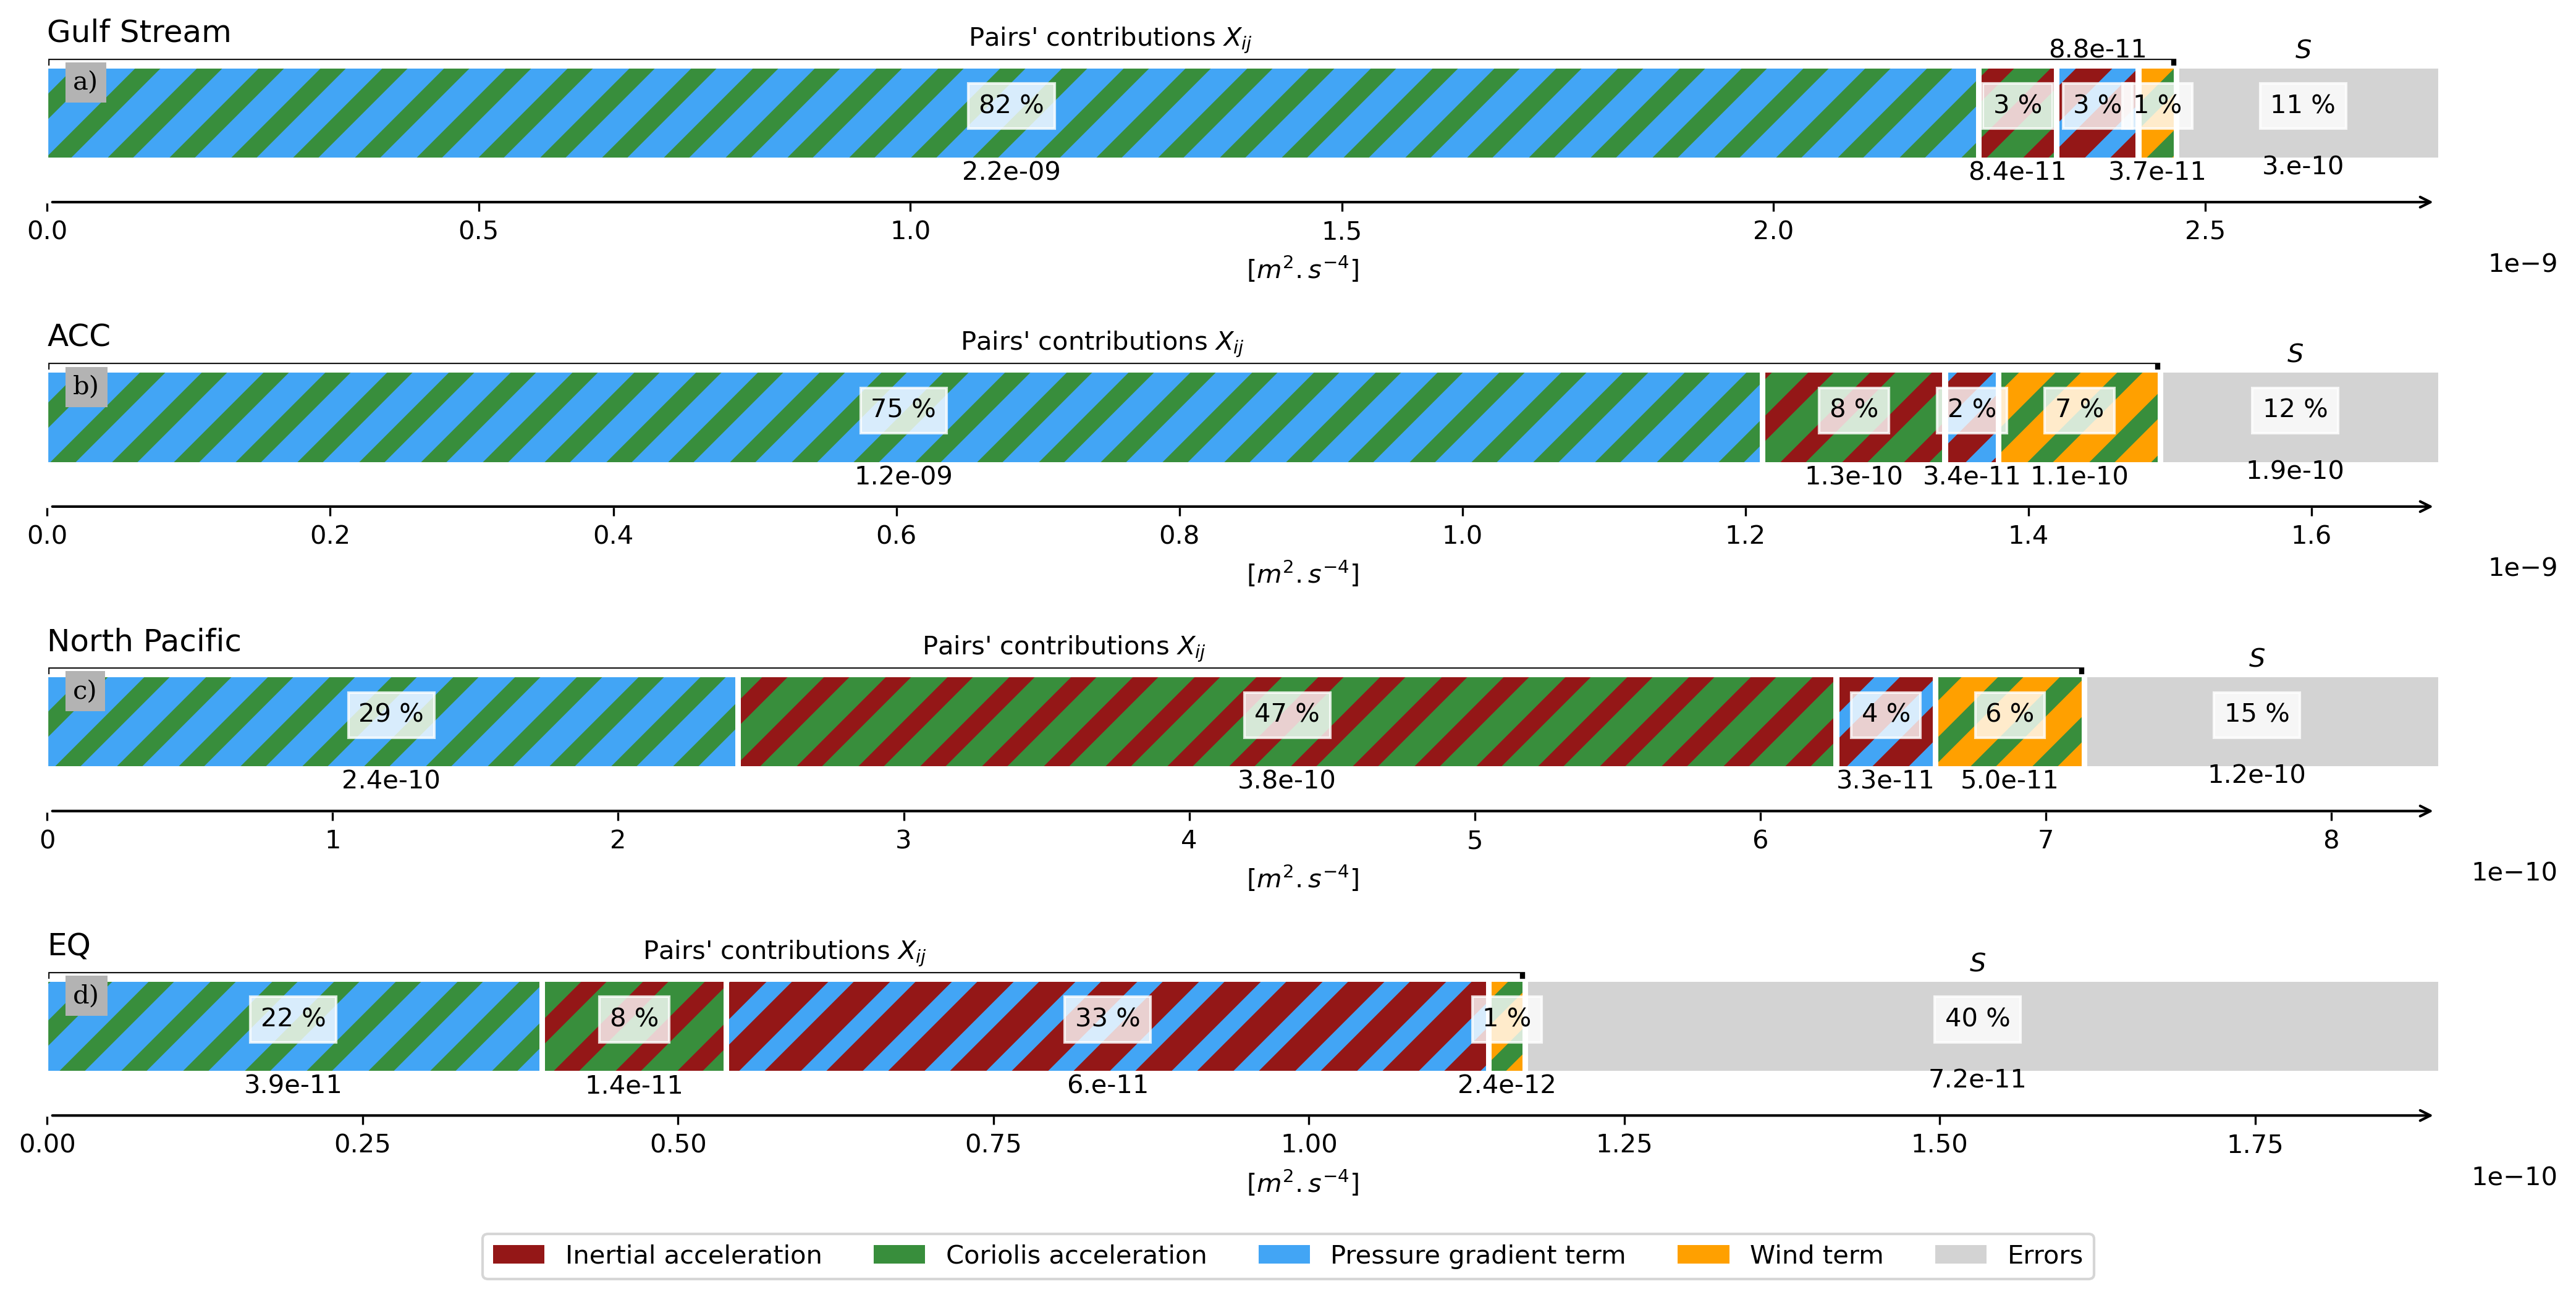 Gulf Stream
Pairs' contributions X_ij
8.8e-11
S
a)
82 %
3 %
3 %
1 %
11 %
2.2e-09
8.4e-11
3.7e-11
3.e-10
0.0 0.5 1.0 1.5 2.0 2.5
[m².s⁻⁴]
1e−9
ACC
Pairs' contributions X_ij
S
b)
75 %
8 %
2 %
7 %
12 %
1.2e-09
1.3e-10
3.4e-11
1.1e-10
1.9e-10
0.0 0.2 0.4 0.6 0.8 1.0 1.2 1.4 1.6
[m².s⁻⁴]
1e−9
North Pacific
Pairs' contributions X_ij
S
c)
29 %
47 %
4 %
6 %
15 %
2.4e-10
3.8e-10
3.3e-11
5.0e-11
1.2e-10
0 1 2 3 4 5 6 7 8
[m².s⁻⁴]
1e−10
EQ
Pairs' contributions X_ij
S
d)
22 %
8 %
33 %
1 %
40 %
3.9e-11
1.4e-11
6.e-11
2.4e-12
7.2e-11
0.00 0.25 0.50 0.75 1.00 1.25 1.50 1.75
[m².s⁻⁴]
1e−10
Inertial acceleration
Coriolis acceleration
Pressure gradient term
Wind term
Errors